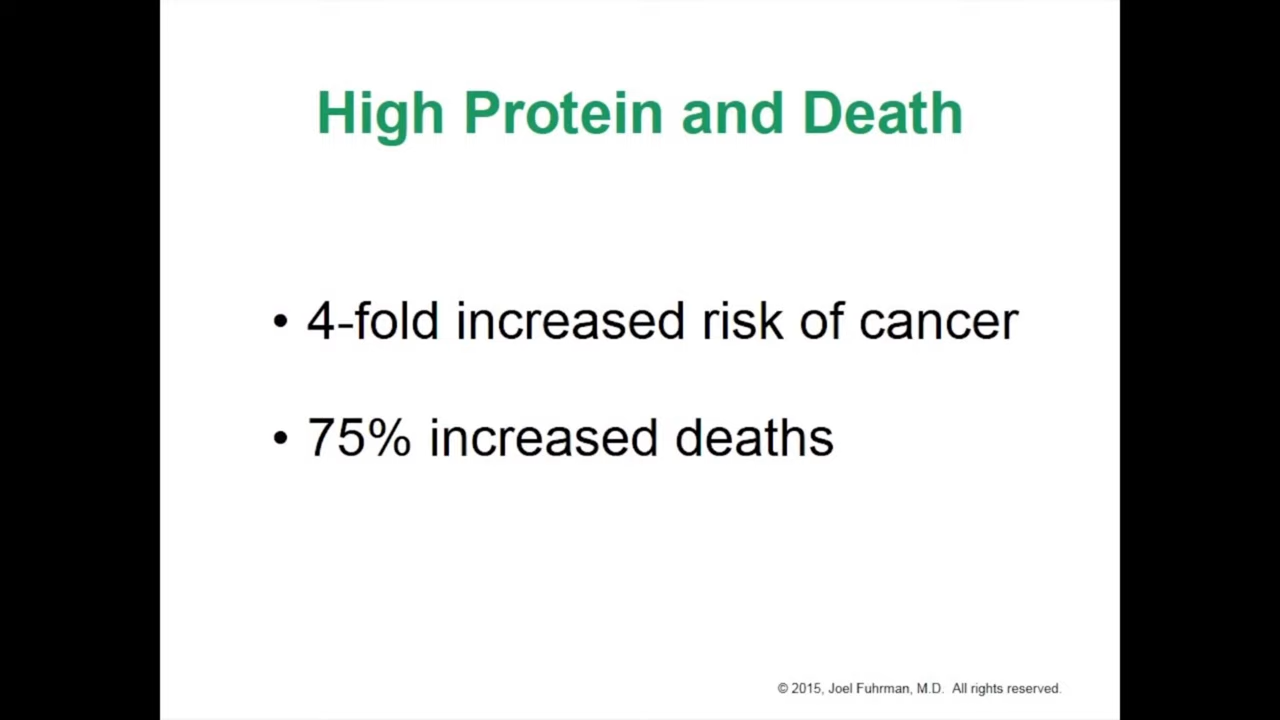 High Protein and Death
• 4-fold increased risk of cancer
• 75% increased deaths
© 2015, Joel Fuhrman, M.D. All rights reserved.